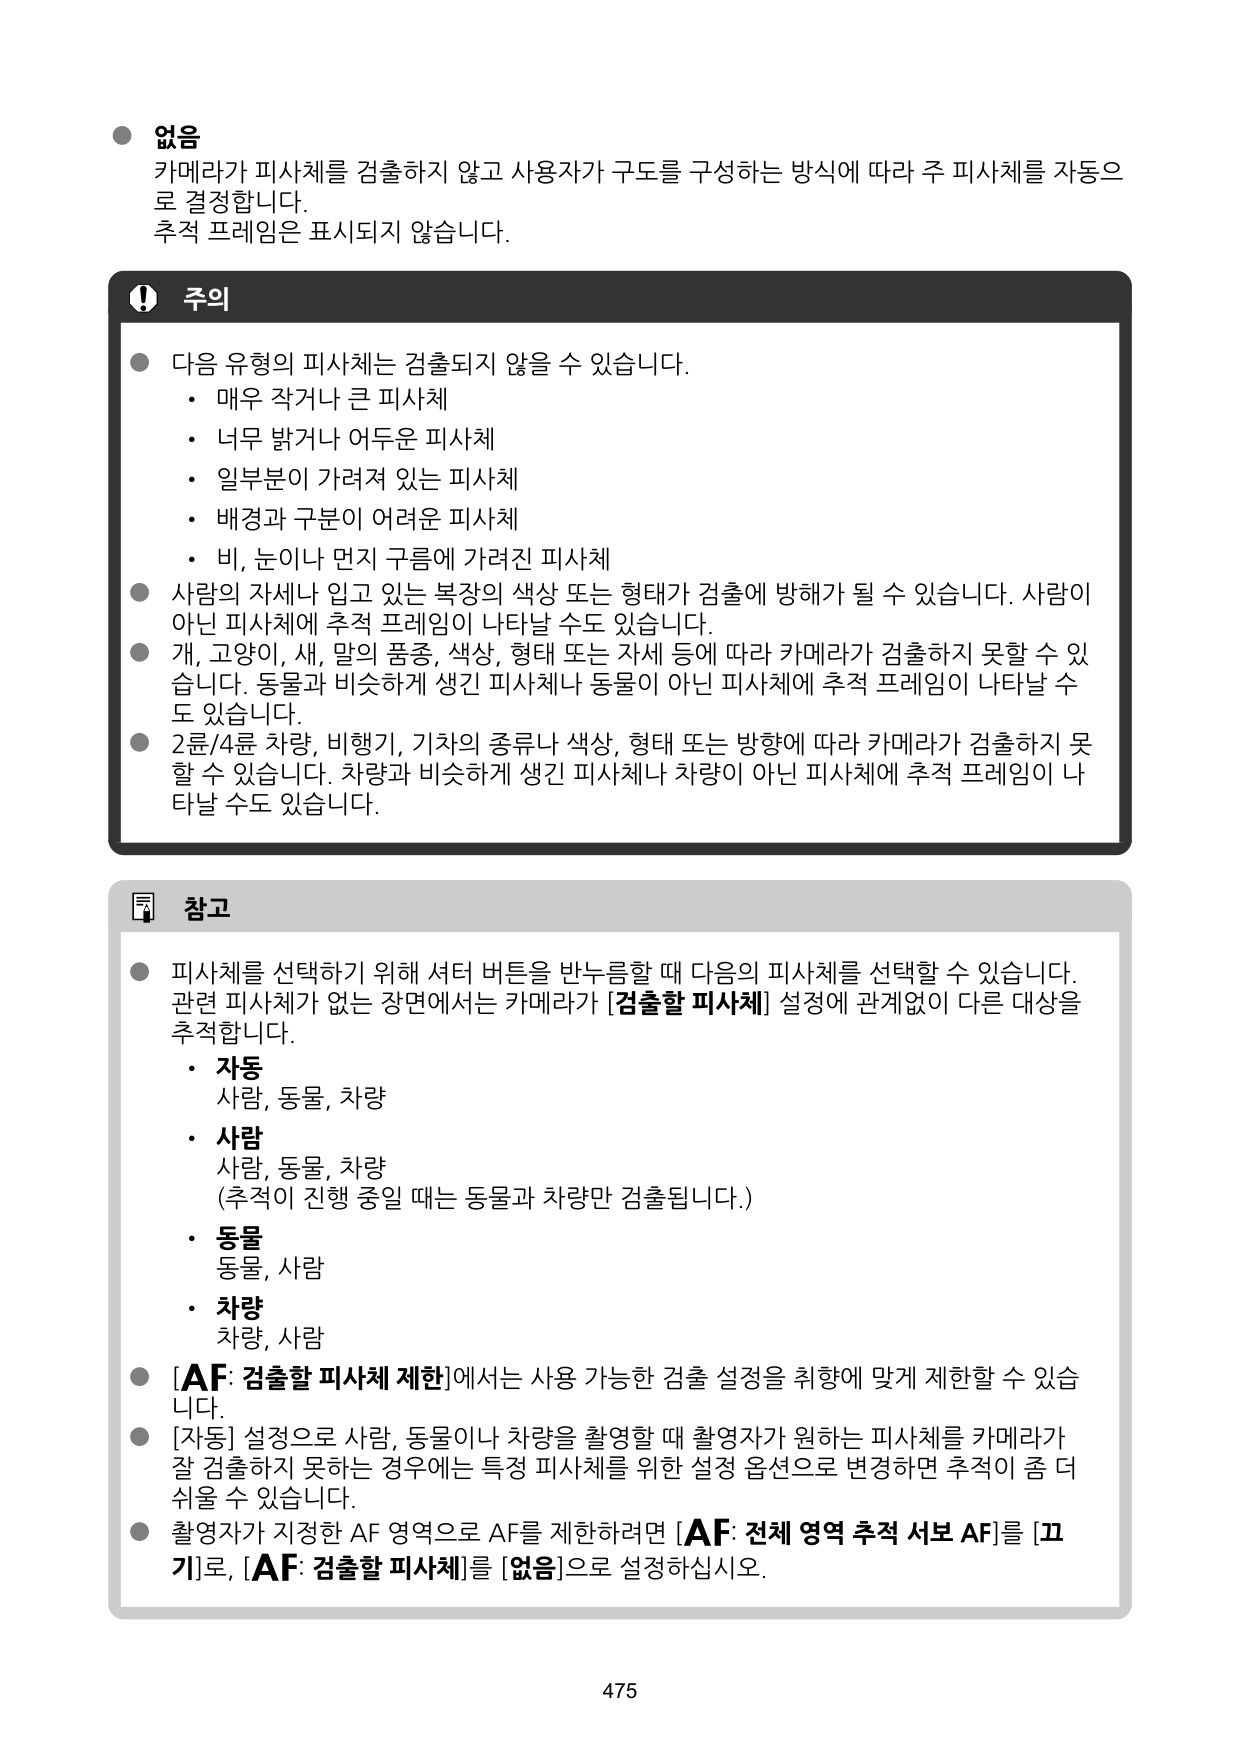 ● 없음
카메라가 피사체를 검출하지 않고 사용자가 구도를 구성하는 방식에 따라 주 피사체를 자동으
로 결정합니다.
추적 프레임은 표시되지 않습니다.
주의
● 다음 유형의 피사체는 검출되지 않을 수 있습니다.
• 매우 작거나 큰 피사체
• 너무 밝거나 어두운 피사체
• 일부분이 가려져 있는 피사체
• 배경과 구분이 어려운 피사체
• 비, 눈이나 먼지 구름에 가려진 피사체
● 사람의 자세나 입고 있는 복장의 색상 또는 형태가 검출에 방해가 될 수 있습니다. 사람이
아닌 피사체에 추적 프레임이 나타날 수도 있습니다.
● 개, 고양이, 새, 말의 품종, 색상, 형태 또는 자세 등에 따라 카메라가 검출하지 못할 수 있
습니다. 동물과 비슷하게 생긴 피사체나 동물이 아닌 피사체에 추적 프레임이 나타날 수
도 있습니다.
● 2륜/4륜 차량, 비행기, 기차의 종류나 색상, 형태 또는 방향에 따라 카메라가 검출하지 못
할 수 있습니다. 차량과 비슷하게 생긴 피사체나 차량이 아닌 피사체에 추적 프레임이 나
타날 수도 있습니다.
참고
● 피사체를 선택하기 위해 셔터 버튼을 반누름할 때 다음의 피사체를 선택할 수 있습니다.
관련 피사체가 없는 장면에서는 카메라가 [검출할 피사체] 설정에 관계없이 다른 대상을
추적합니다.
• 자동
사람, 동물, 차량
• 사람
사람, 동물, 차량
(추적이 진행 중일 때는 동물과 차량만 검출됩니다.)
• 동물
동물, 사람
• 차량
차량, 사람
● [AF: 검출할 피사체 제한]에서는 사용 가능한 검출 설정을 취향에 맞게 제한할 수 있습
니다.
● [자동] 설정으로 사람, 동물이나 차량을 촬영할 때 촬영자가 원하는 피사체를 카메라가
잘 검출하지 못하는 경우에는 특정 피사체를 위한 설정 옵션으로 변경하면 추적이 좀 더
쉬울 수 있습니다.
● 촬영자가 지정한 AF 영역으로 AF를 제한하려면 [AF: 전체 영역 추적 서보 AF]를 [끄
기]로, [AF: 검출할 피사체]를 [없음]으로 설정하십시오.
475